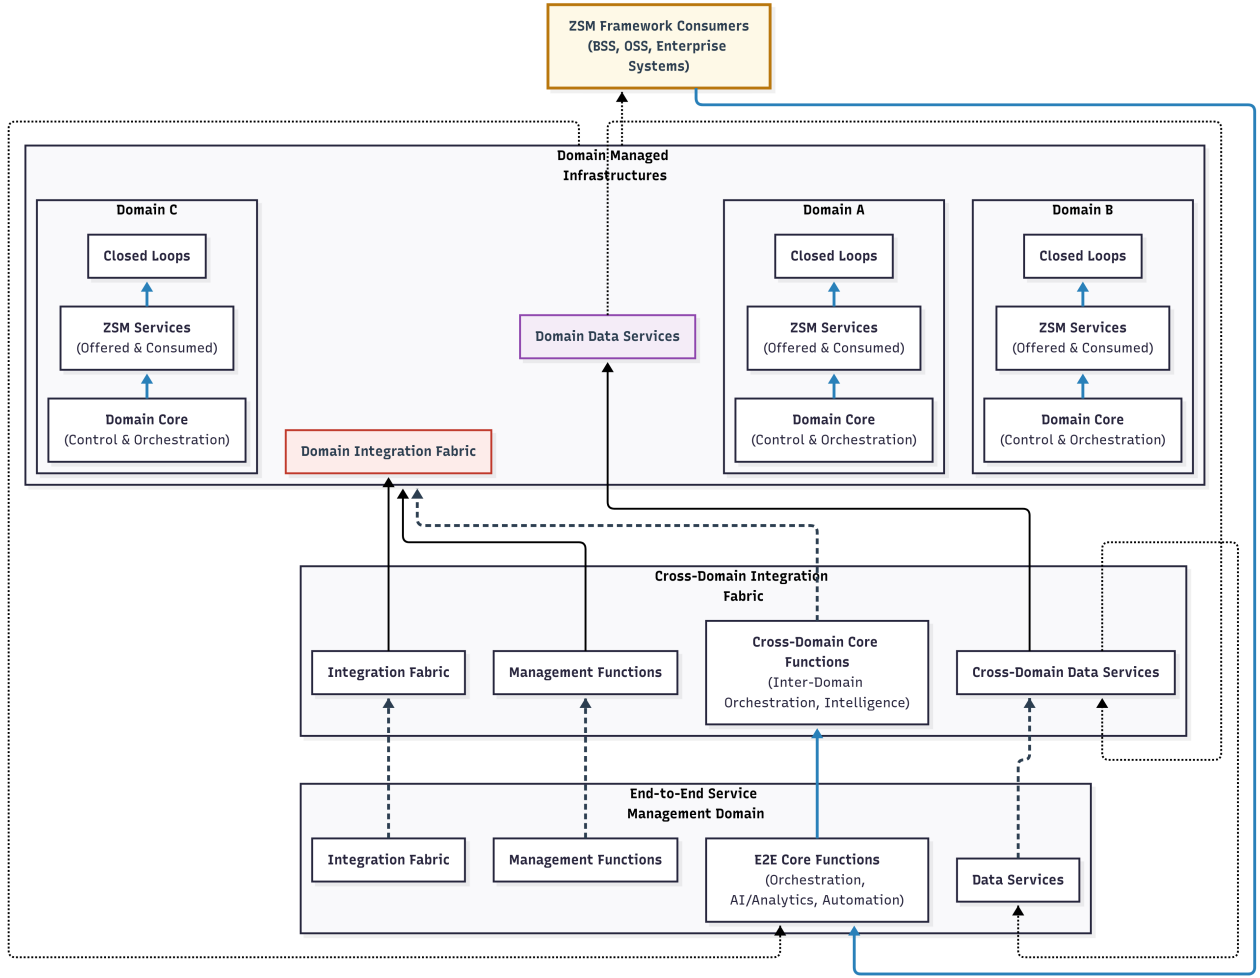 ZSM Framework Consumers
(BSS, OSS, Enterprise
Systems)
Domain Managed
Infrastructures
Domain C
Closed Loops
ZSM Services
(Offered & Consumed)
Domain Core
(Control & Orchestration)
Domain Integration Fabric
Domain Data Services
Domain A
Closed Loops
ZSM Services
(Offered & Consumed)
Domain Core
(Control & Orchestration)
Domain B
Closed Loops
ZSM Services
(Offered & Consumed)
Domain Core
(Control & Orchestration)
Cross-Domain Integration
Fabric
Integration Fabric
Management Functions
Cross-Domain Core
Functions
(Inter-Domain
Orchestration, Intelligence)
Cross-Domain Data Services
End-to-End Service
Management Domain
Integration Fabric
Management Functions
E2E Core Functions
(Orchestration,
AI/Analytics, Automation)
Data Services